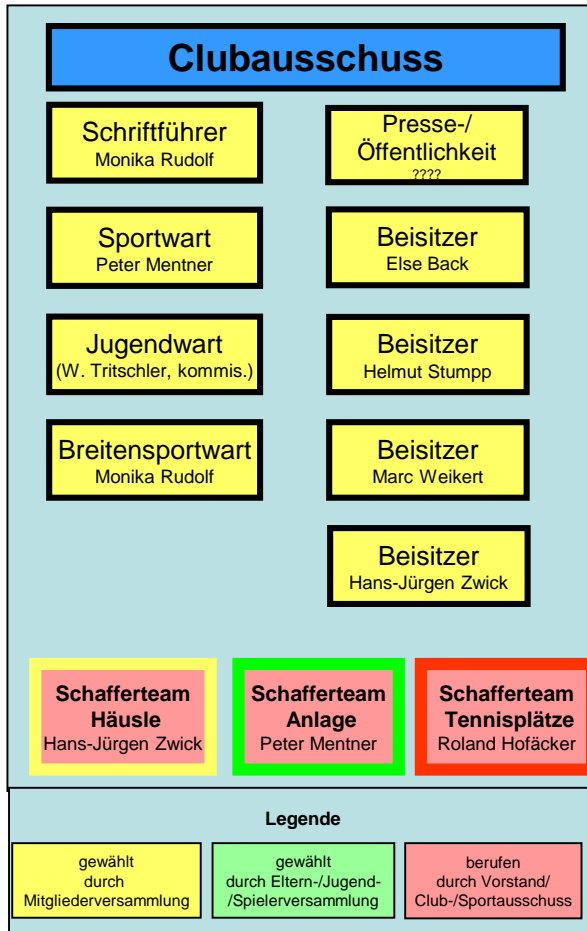 Clubausschuss
Schriftführer
Monika Rudolf
Presse-/
Öffentlichkeit
????
Sportwart
Peter Mentner
Beisitzer
Else Back
Jugendwart
(W. Tritschler, kommis.)
Beisitzer
Helmut Stumpp
Breitensportwart
Monika Rudolf
Beisitzer
Marc Weikert
Beisitzer
Hans-Jürgen Zwick
Schafferteam
Häusle
Hans-Jürgen Zwick
Schafferteam
Anlage
Peter Mentner
Schafferteam
Tennisplätze
Roland Hofäcker
Legende
gewählt
durch
Mitgliederversammlung
gewählt
durch Eltern-/Jugend-
/Spielerversammlung
berufen
durch Vorstand/
Club-/Sportausschuss